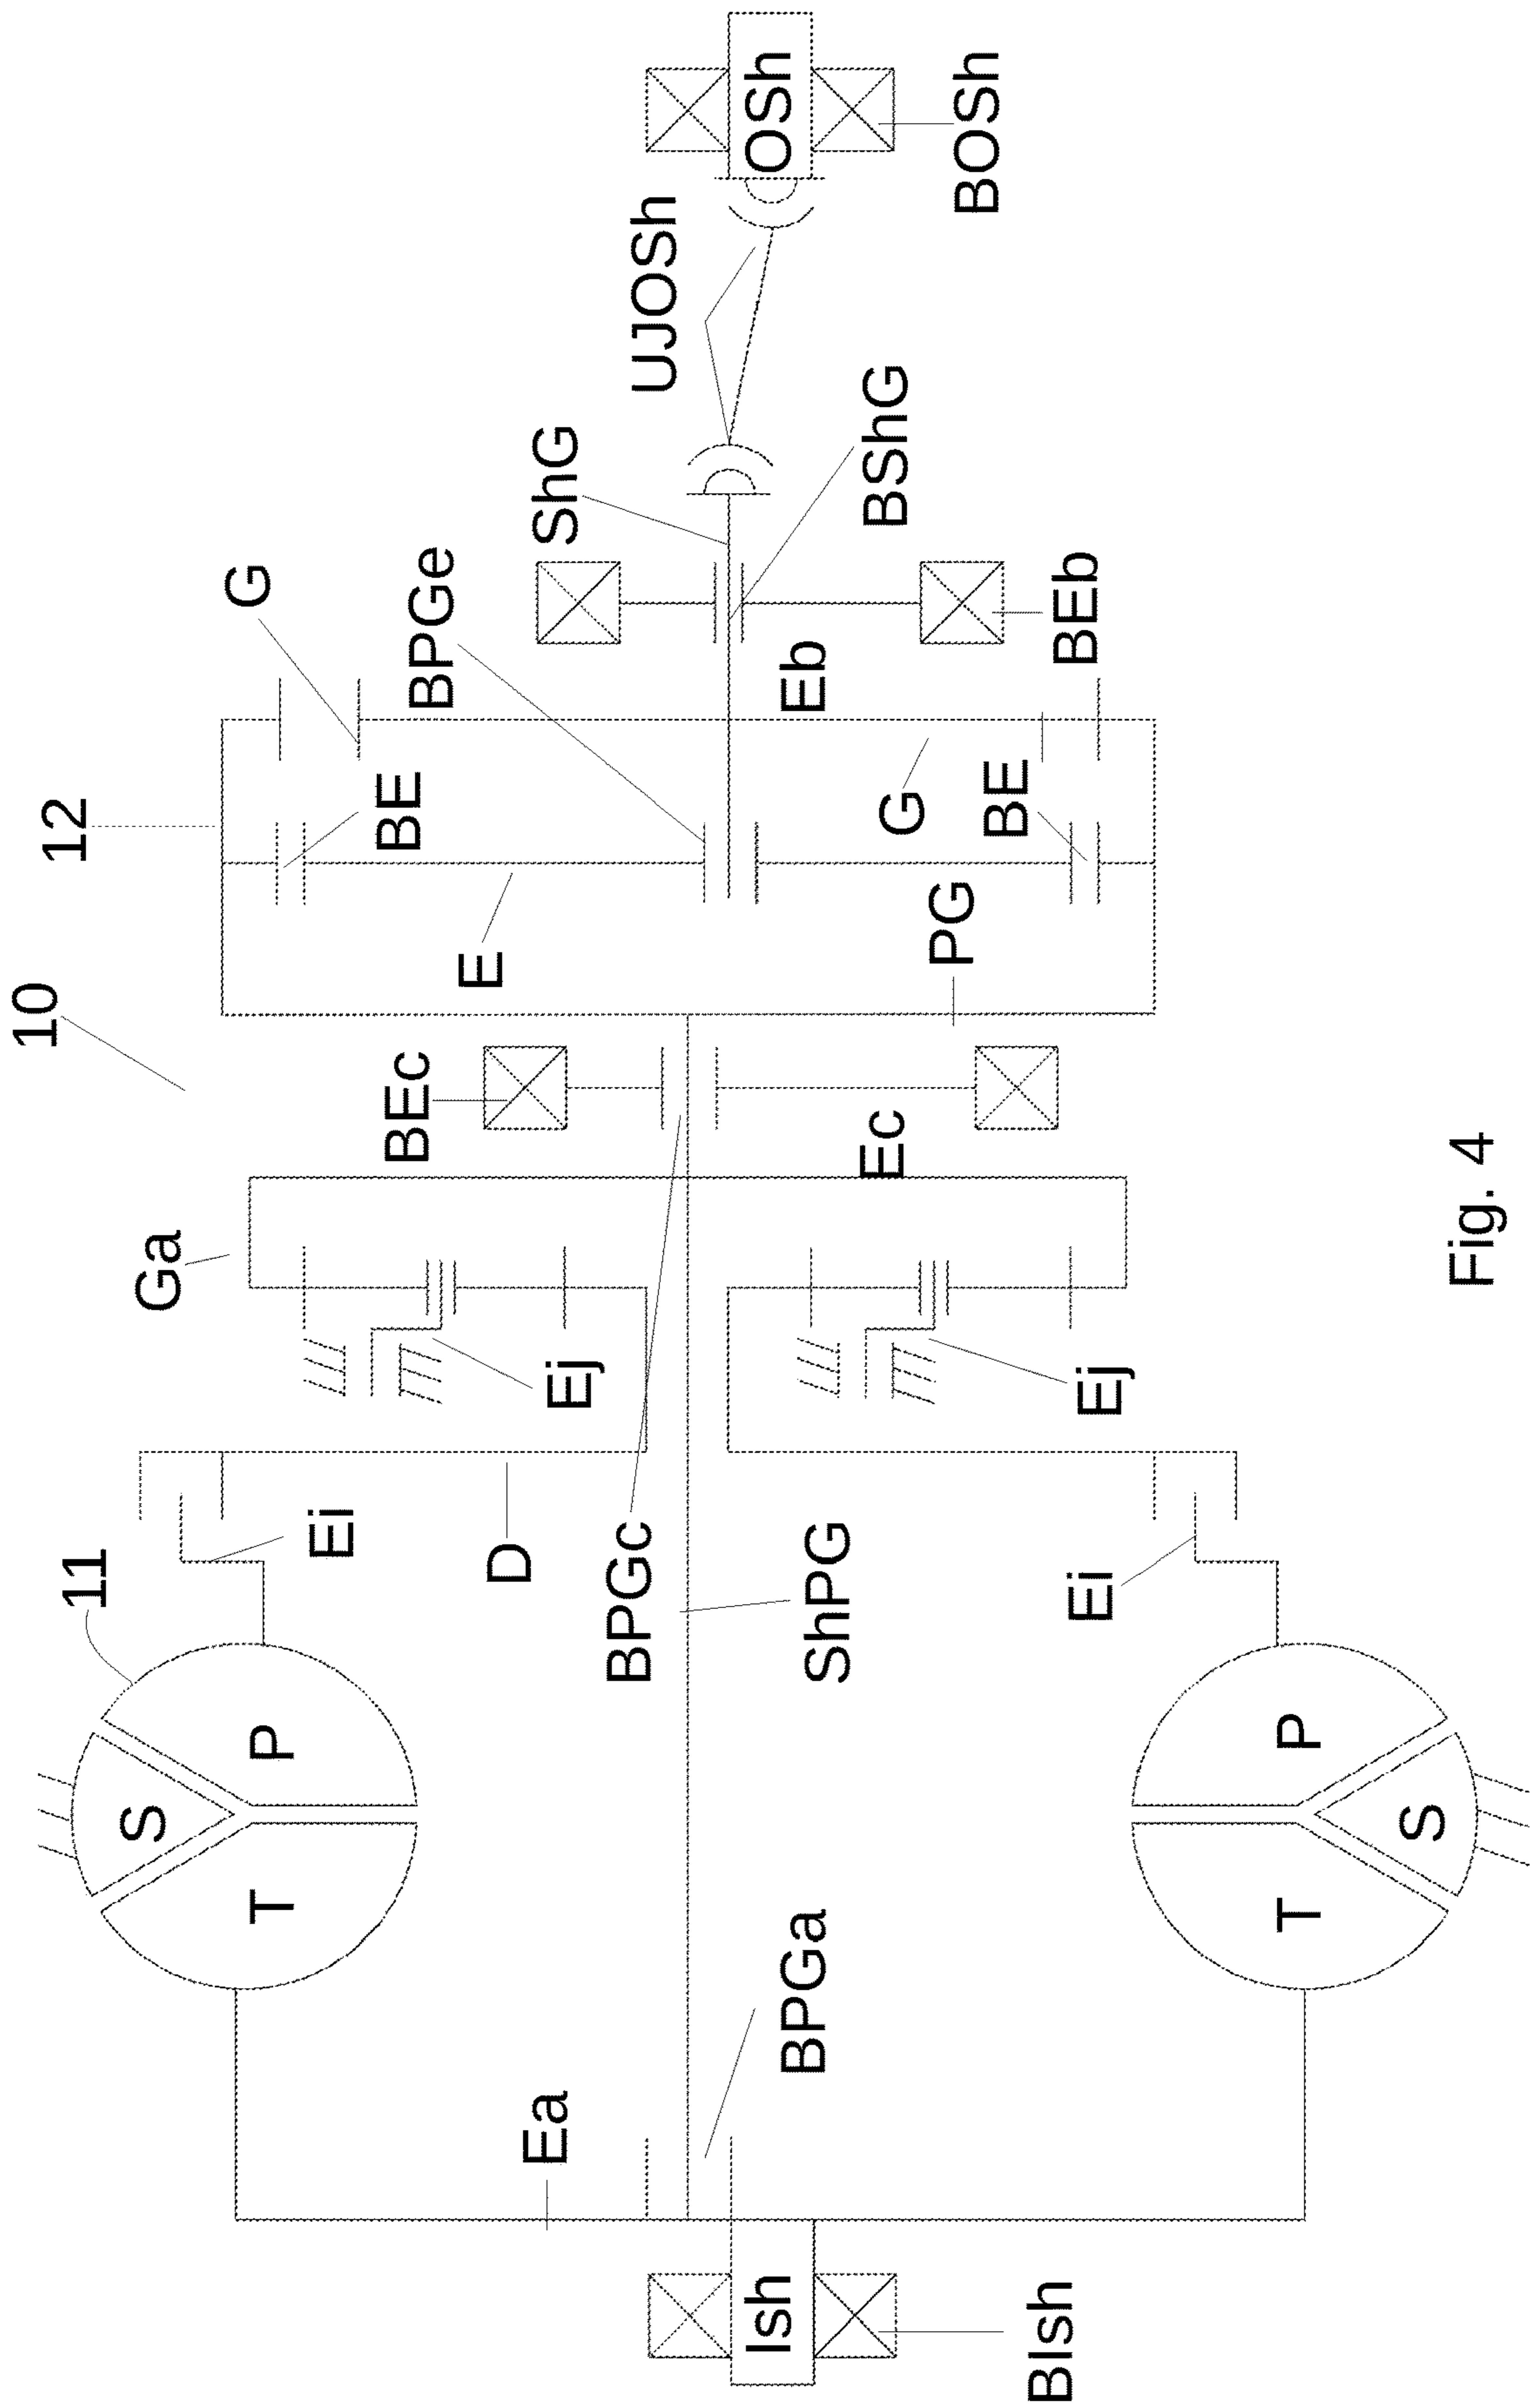 10
12
11
S
Ga
G
T
P
Ei
BE
BEc
BPGe
E
D
Ea
ShG
Ej
BPGc
UJOSh
Ish
OSh
BPGa
Eb
ShPG
Ec
BShG
G
PG
BOSh
BE
BIsh
BEb
Ei
Ej
T
P
S
Fig. 4